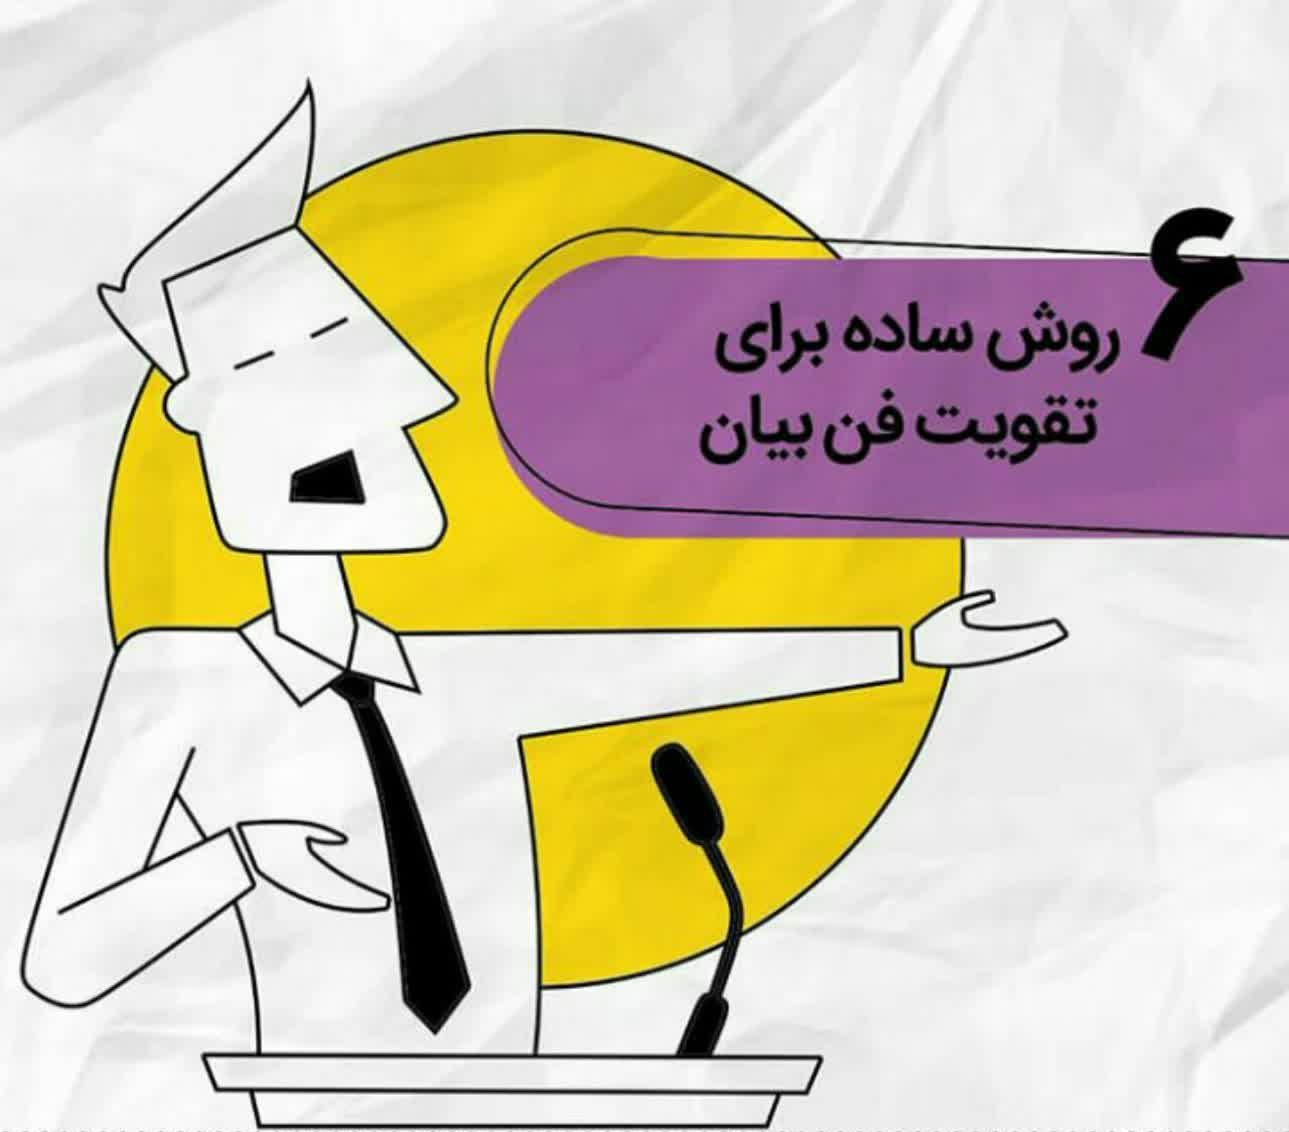 ۶ روش ساده برای
تقویت فن بیان